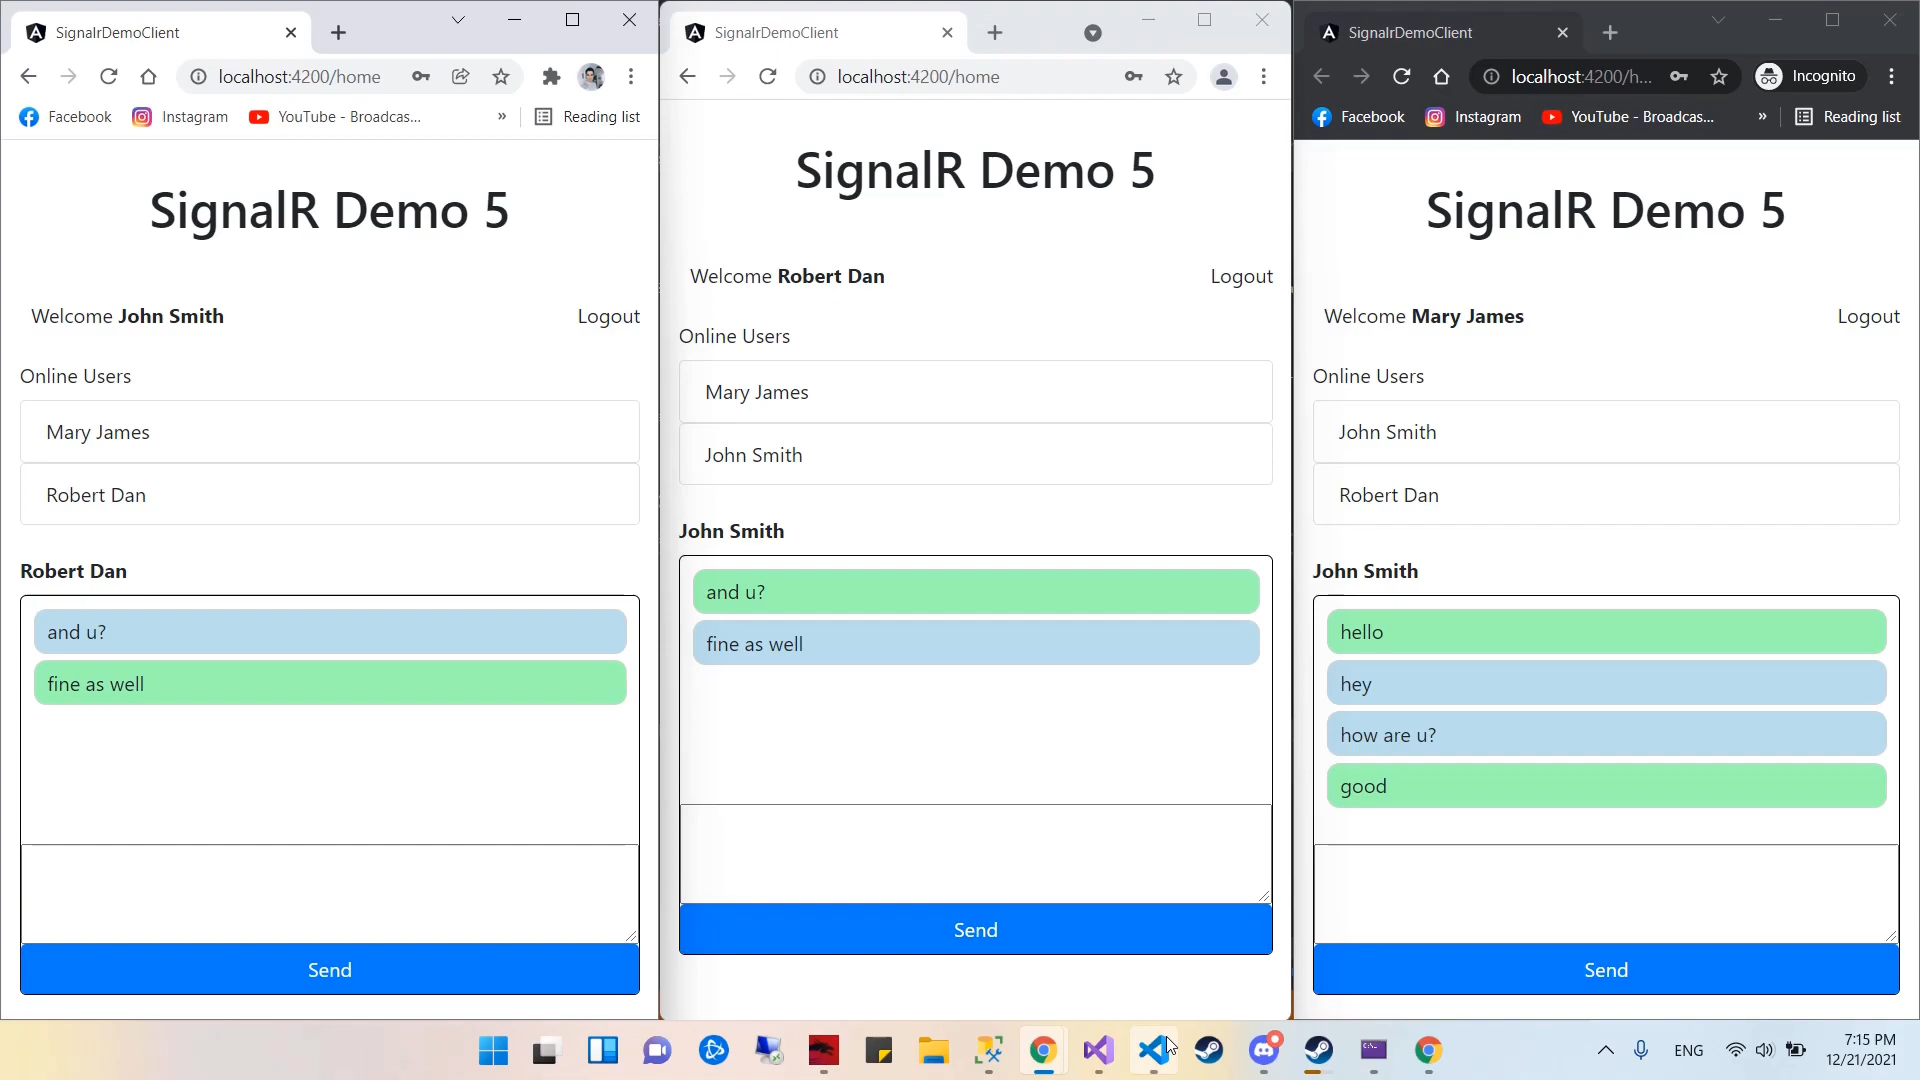 SignalrDemoClient
localhost:4200/home
Facebook
Instagram
YouTube - Broadcas...
»
Reading list
SignalR Demo 5
Welcome John Smith
Logout
Online Users
Mary James
Robert Dan
Robert Dan
and u?
fine as well
Send
SignalrDemoClient
localhost:4200/home
SignalR Demo 5
Welcome Robert Dan
Logout
Online Users
Mary James
John Smith
John Smith
and u?
fine as well
Send
SignalrDemoClient
localhost:4200/h...
Incognito
Facebook
Instagram
YouTube - Broadcas...
»
Reading list
SignalR Demo 5
Welcome Mary James
Logout
Online Users
John Smith
Robert Dan
John Smith
hello
hey
how are u?
good
Send
ENG
7:15 PM
12/21/2021